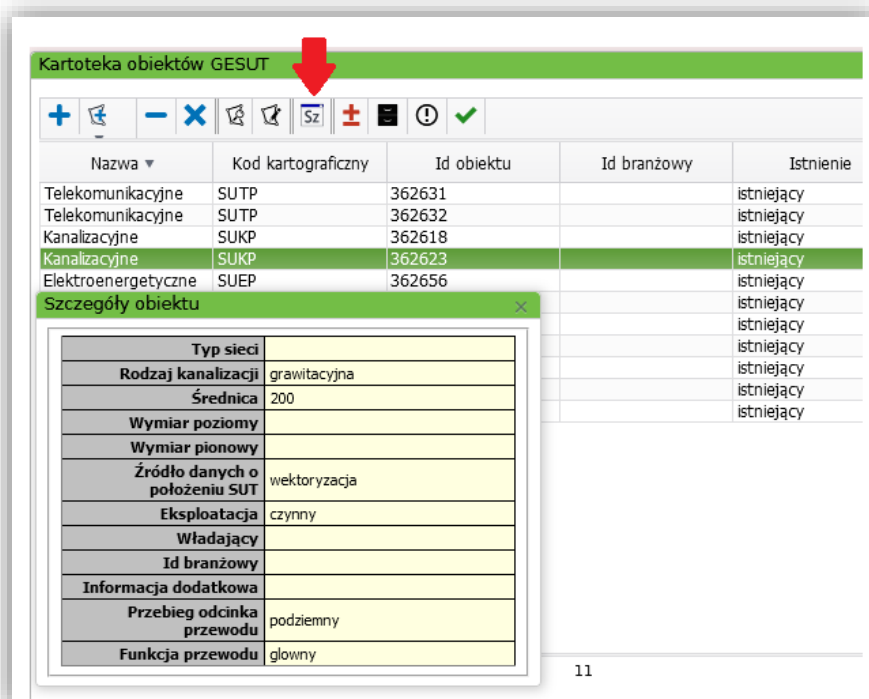 Kartoteka obiektów GESUT
Sz
Nazwa Kod kartograficzny Id obiektu Id branżowy Istnienie
Telekomunikacyjne SUTP 362631 istniejący
Telekomunikacyjne SUTP 362632 istniejący
Kanalizacyjne SUKP 362618 istniejący
Kanalizacyjne SUKP 362623 istniejący
Elektroenergetyczne SUEP 362656 istniejący
Szczegóły obiektu istniejący
istniejący
Typ sieci istniejący
Rodzaj kanalizacji grawitacyjna istniejący
Średnica 200 istniejący
Wymiar poziomy istniejący
Wymiar pionowy
Źródło danych o
położeniu SUT wektoryzacja
Eksploatacja czynny
Władający
Id branżowy
Informacja dodatkowa
Przebieg odcinka
przewodu podziemny
Funkcja przewodu glowny
11